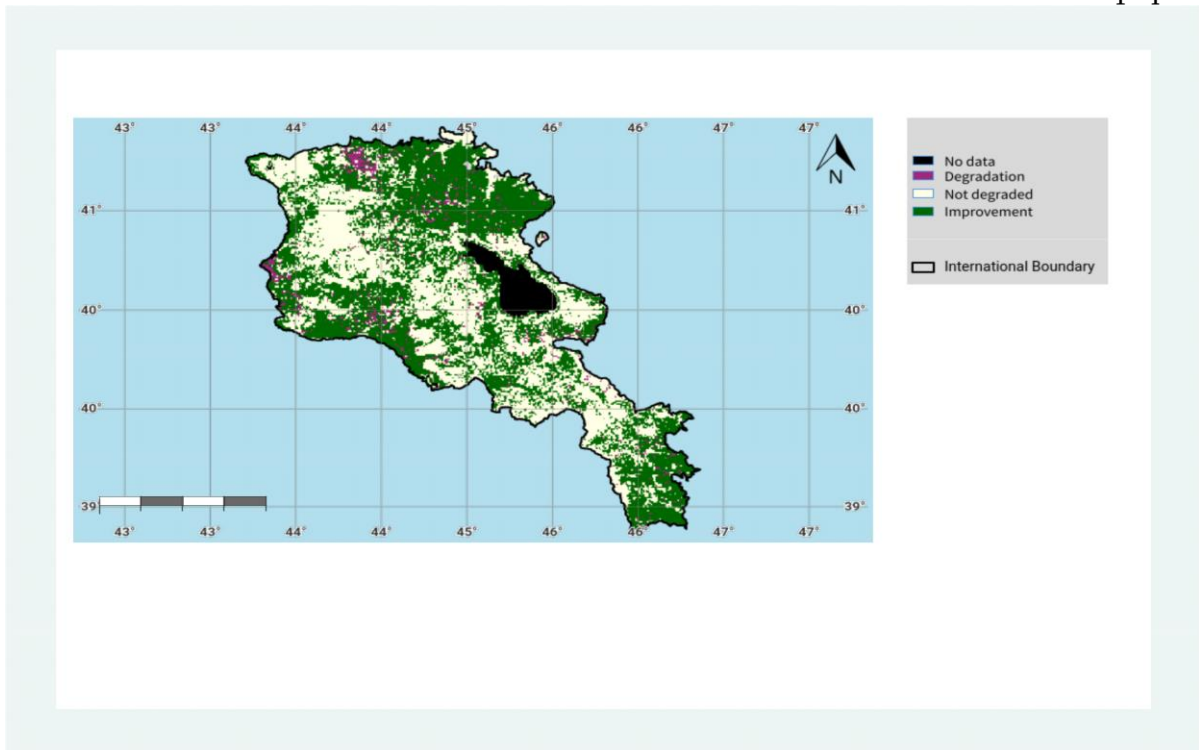 43° 43° 44° 44° 45° 46° 46° 47° 47°
N
41° 41°
40° 40°
40° 40°
39° 39°
43° 43° 44° 44° 45° 46° 46° 47° 47°
No data
Degradation
Not degraded
Improvement
International Boundary